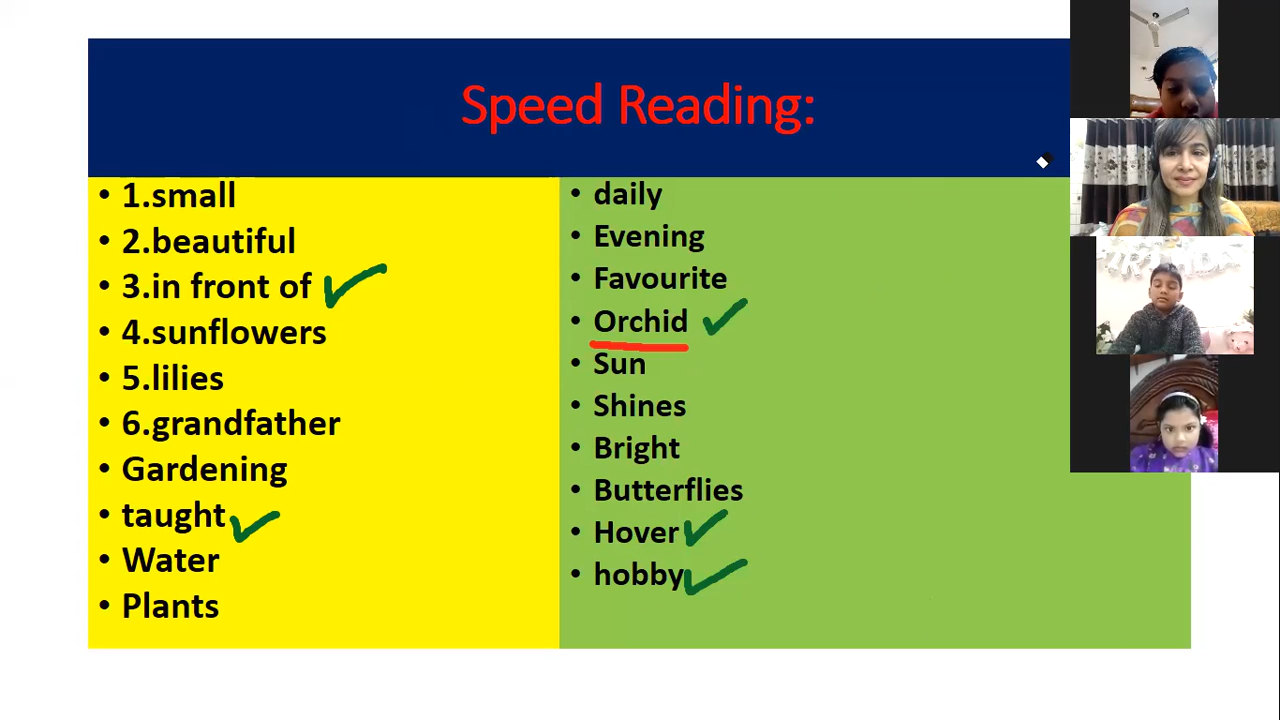 Speed Reading:
• 1.small
• 2.beautiful
• 3.in front of
• 4.sunflowers
• 5.lilies
• 6.grandfather
• Gardening
• taught
• Water
• Plants
• daily
• Evening
• Favourite
• Orchid
• Sun
• Shines
• Bright
• Butterflies
• Hover
• hobby